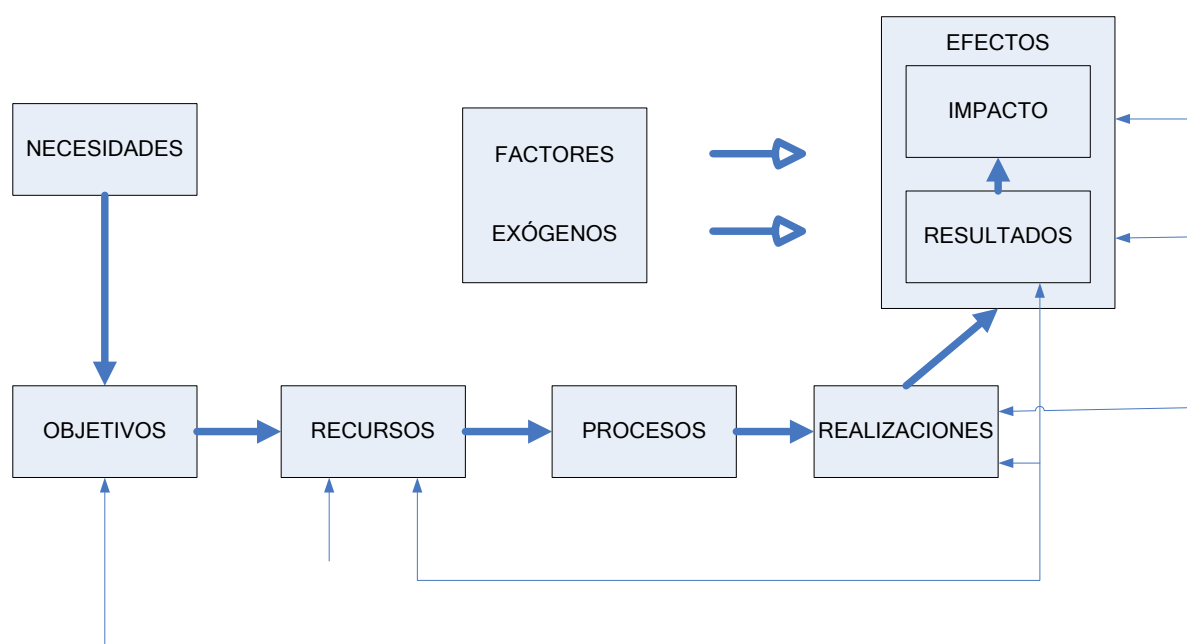 EFECTOS
IMPACTO
NECESIDADES
FACTORES
EXÓGENOS
RESULTADOS
OBJETIVOS
RECURSOS
PROCESOS
REALIZACIONES